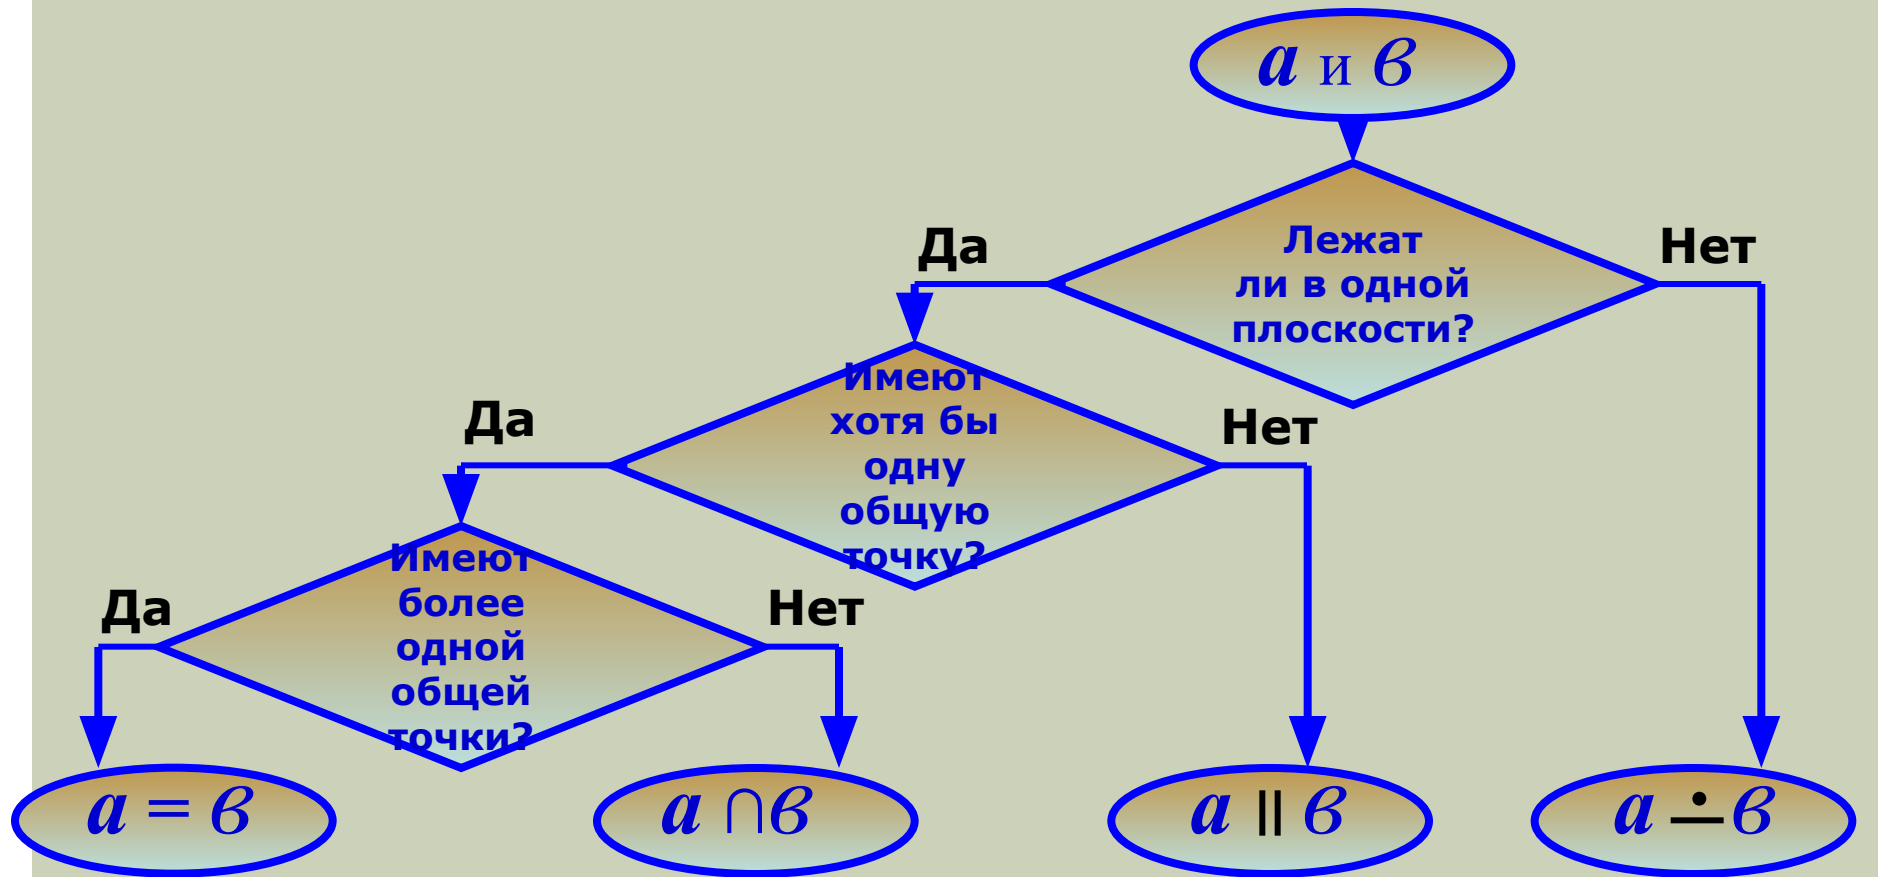 а и в
Лежат
ли в одной
плоскости?
Да
Нет
Имеют
хотя бы
одну
общую
точку?
Да
Нет
Имеют
более
одной
общей
точки?
Да
Нет
а = в
а ∩ в
а || в
а ∸ в